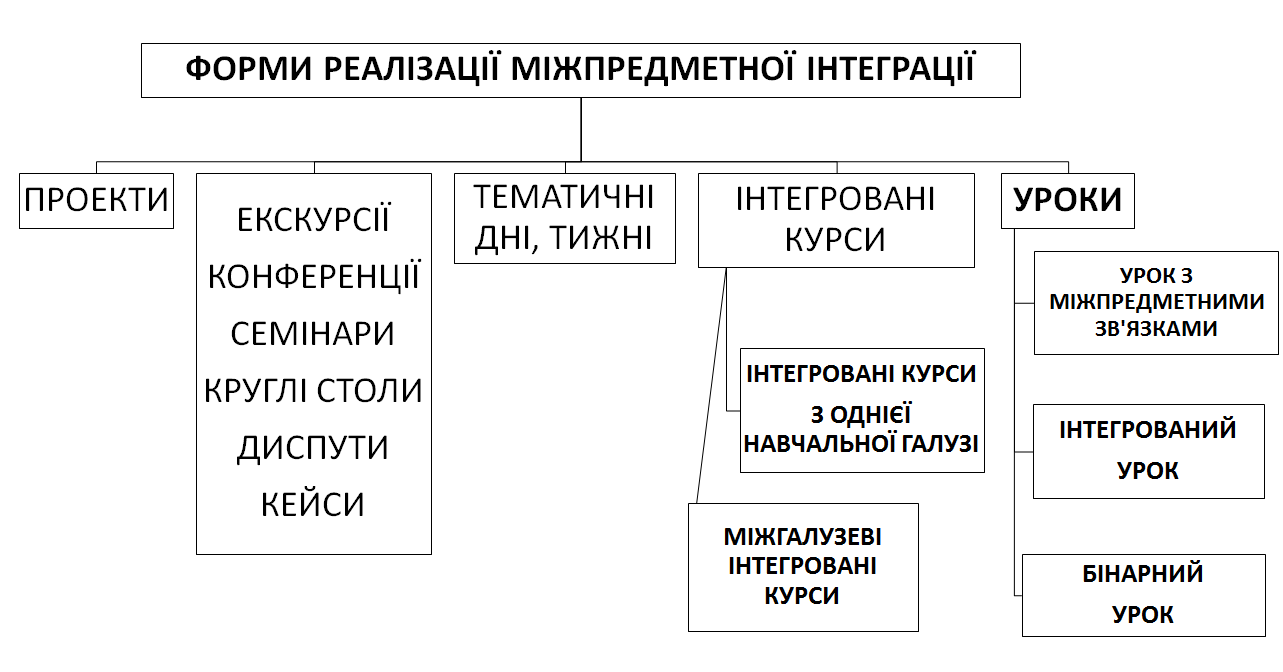 ФОРМИ РЕАЛІЗАЦІЇ МІЖПРЕДМЕТНОЇ ІНТЕГРАЦІЇ
ПРОЕКТИ
ЕКСКУРСІЇ
КОНФЕРЕНЦІЇ
СЕМІНАРИ
КРУГЛІ СТОЛИ
ДИСПУТИ
КЕЙСИ
ТЕМАТИЧНІ
ДНІ, ТИЖНІ
ІНТЕГРОВАНІ
КУРСИ
ІНТЕГРОВАНІ КУРСИ
З ОДНІЄЇ
НАВЧАЛЬНОЇ ГАЛУЗІ
МІЖГАЛУЗЕВІ
ІНТЕГРОВАНІ
КУРСИ
УРОКИ
УРОК З
МІЖПРЕДМЕТНИМИ
ЗВ'ЯЗКАМИ
ІНТЕГРОВАНИЙ
УРОК
БІНАРНИЙ
УРОК